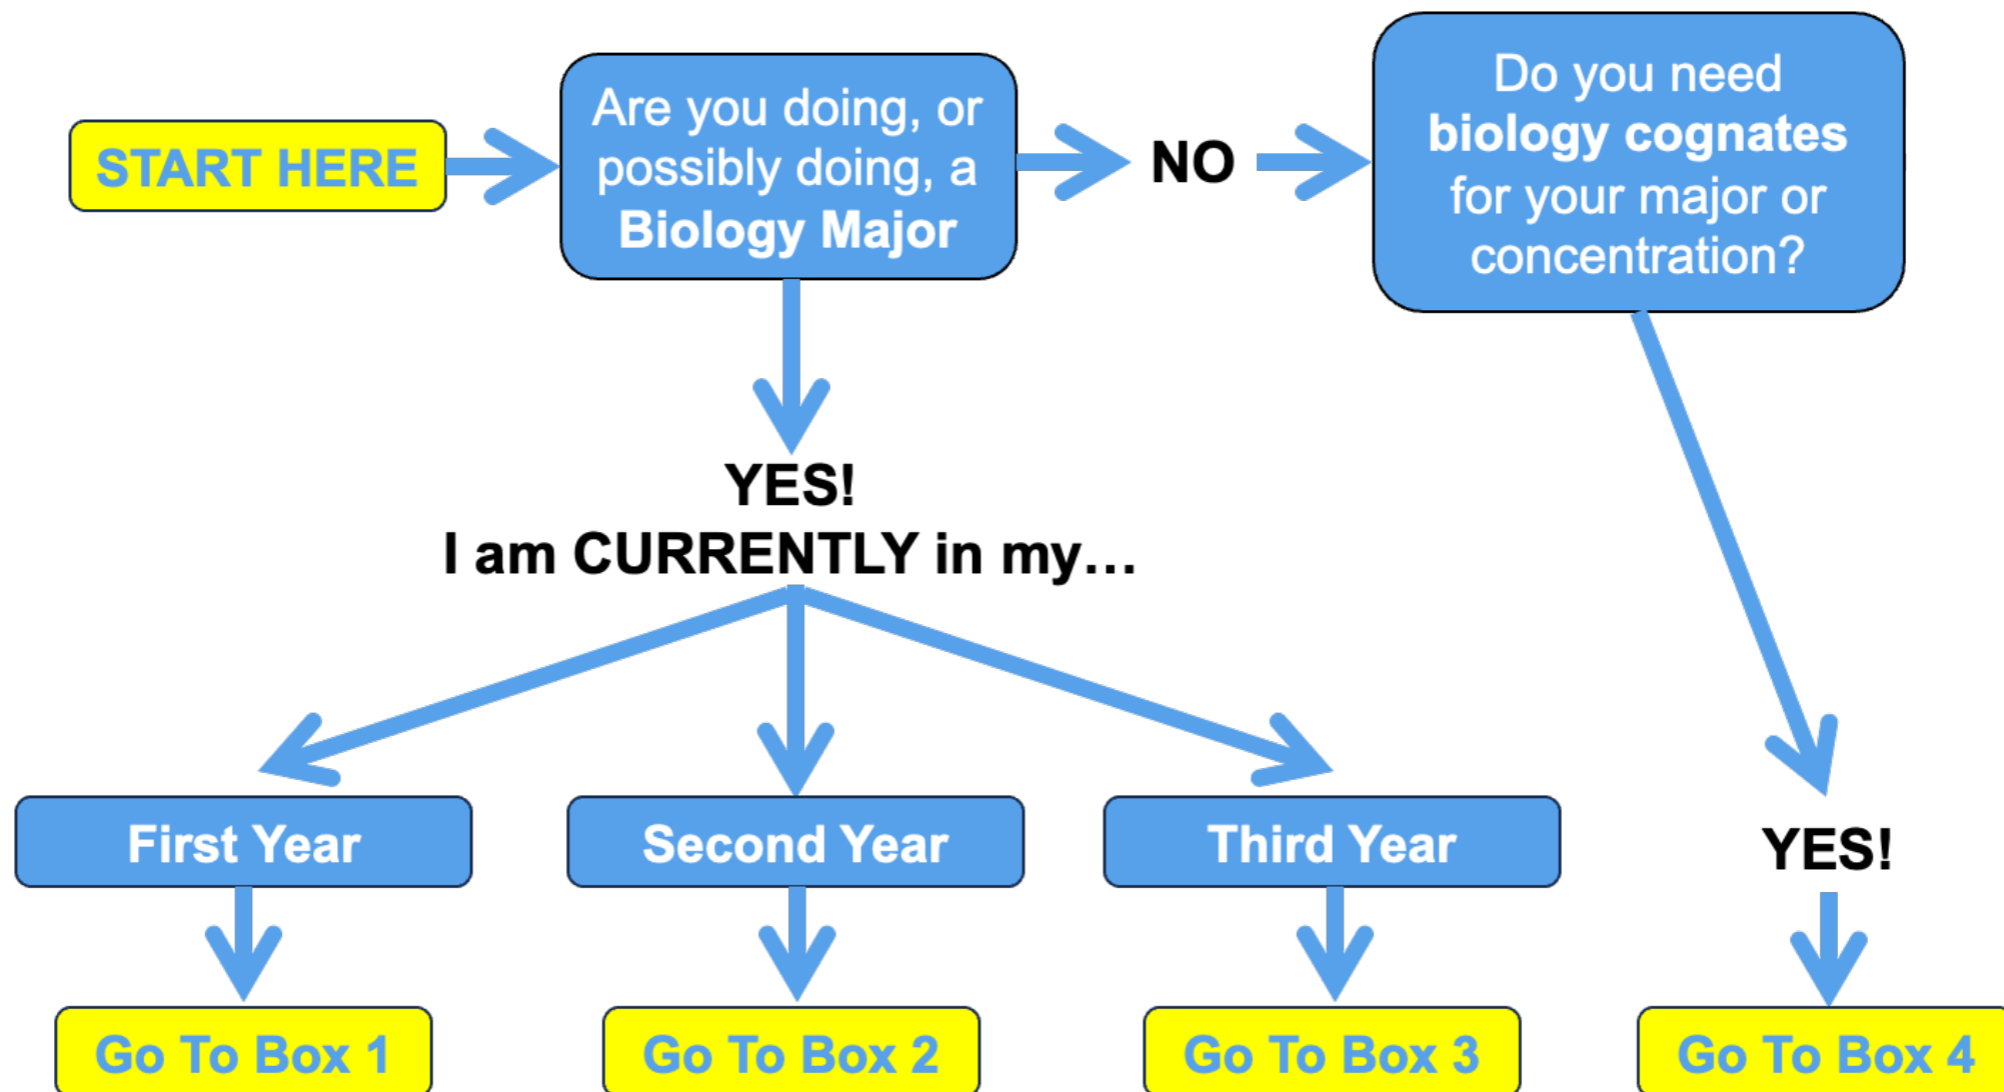 START HERE
Are you doing, or
possibly doing, a
Biology Major
NO
Do you need
biology cognates
for your major or
concentration?
YES!
I am CURRENTLY in my…
First Year
Second Year
Third Year
YES!
Go To Box 1
Go To Box 2
Go To Box 3
Go To Box 4